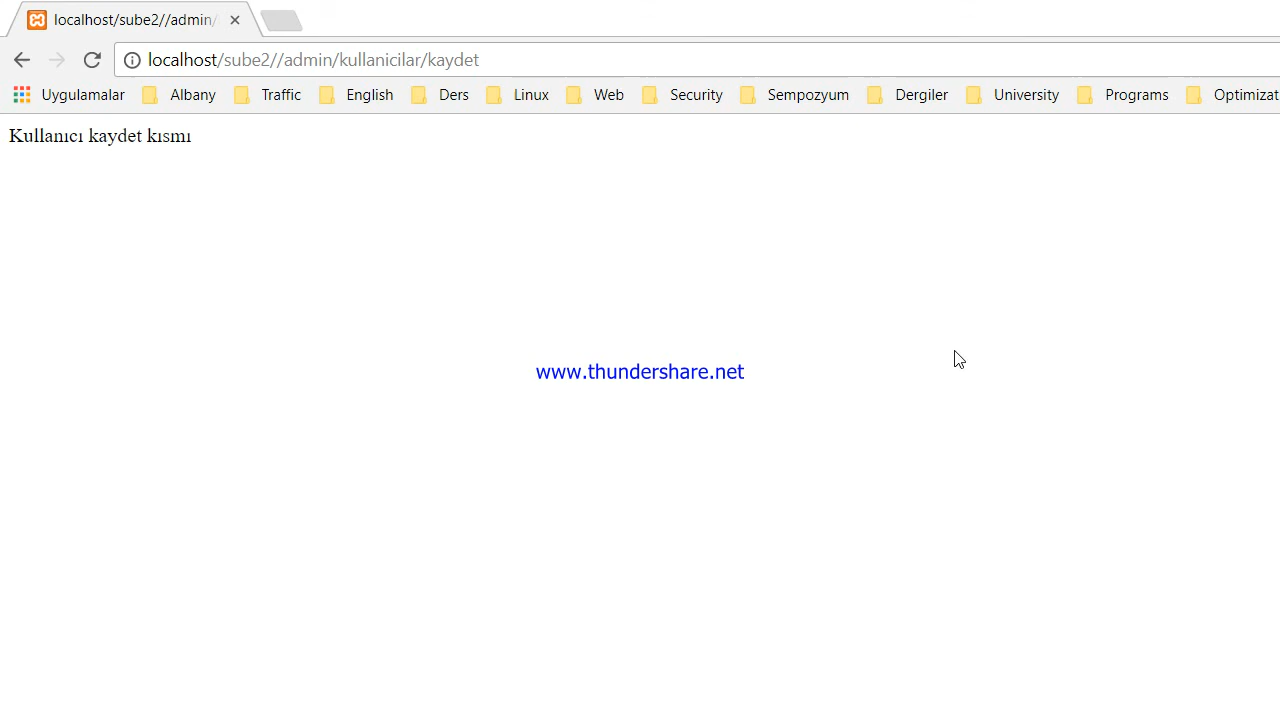 localhost/sube2//admin/
localhost/sube2//admin/kullanicilar/kaydet
Uygulamalar Albany Traffic English Ders Linux Web Security Sempozyum Dergiler University Programs Optimizat
Kullanıcı kaydet kısmı
www.thundershare.net